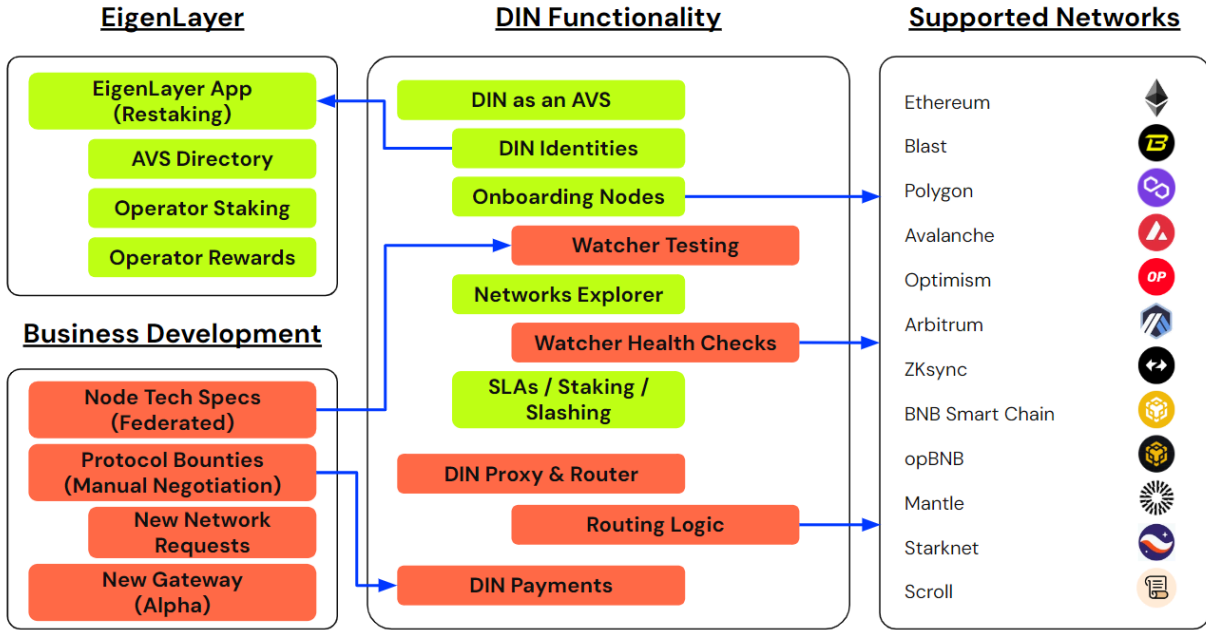 EigenLayer
EigenLayer App
(Restaking)
AVS Directory
Operator Staking
Operator Rewards
Business Development
Node Tech Specs
(Federated)
Protocol Bounties
(Manual Negotiation)
New Network
Requests
New Gateway
(Alpha)
DIN Functionality
DIN as an AVS
DIN Identities
Onboarding Nodes
Watcher Testing
Networks Explorer
Watcher Health Checks
SLAs / Staking /
Slashing
DIN Proxy & Router
Routing Logic
DIN Payments
Supported Networks
Ethereum
Blast
Polygon
Avalanche
Optimism
OP
Arbitrum
ZKsync
BNB Smart Chain
opBNB
Mantle
Starknet
Scroll